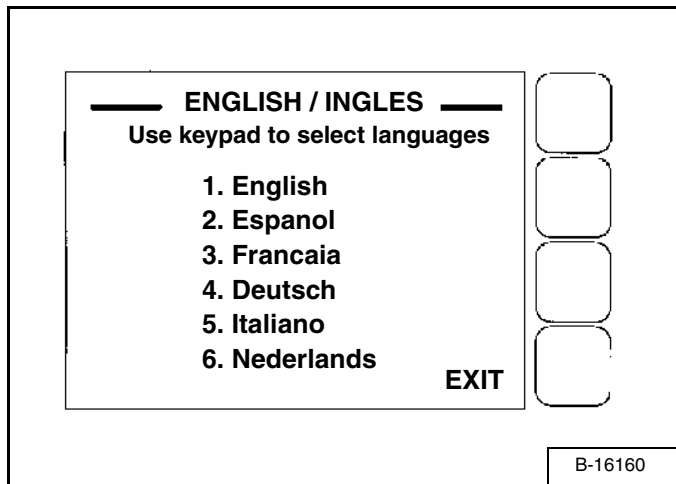 ENGLISH / INGLES
Use keypad to select languages
1. English
2. Espanol
3. Francaia
4. Deutsch
5. Italiano
6. Nederlands
EXIT
B-16160